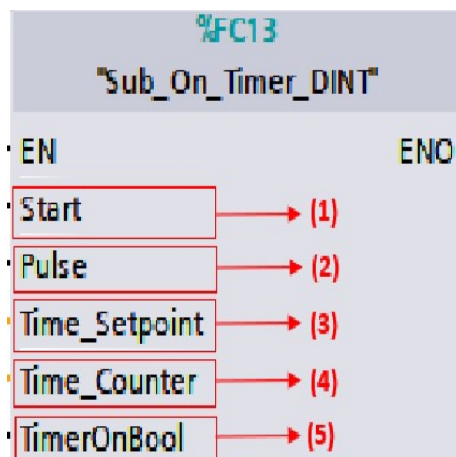 %FC13
"Sub_On_Timer_DINT"
EN ENO
Start (1)
Pulse (2)
Time_Setpoint (3)
Time_Counter (4)
TimerOnBool (5)